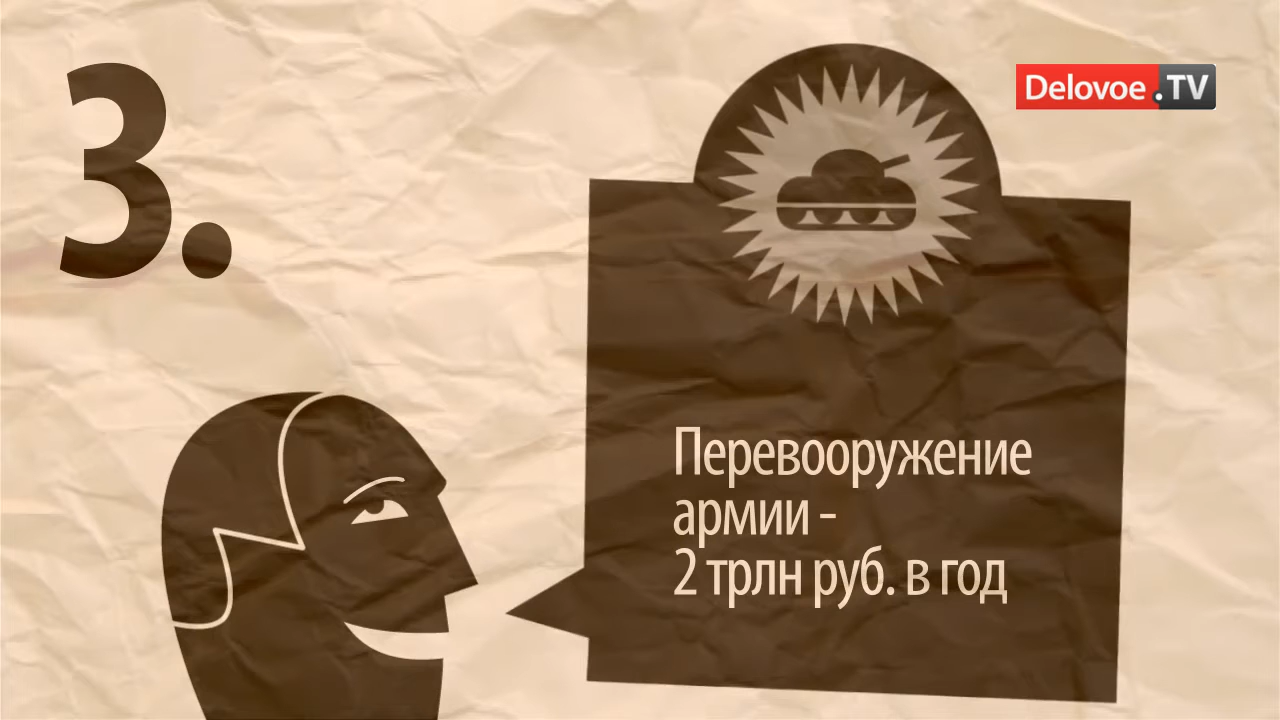 3.
Delovoe.TV
Перевооружение
армии -
2 трлн руб. в год